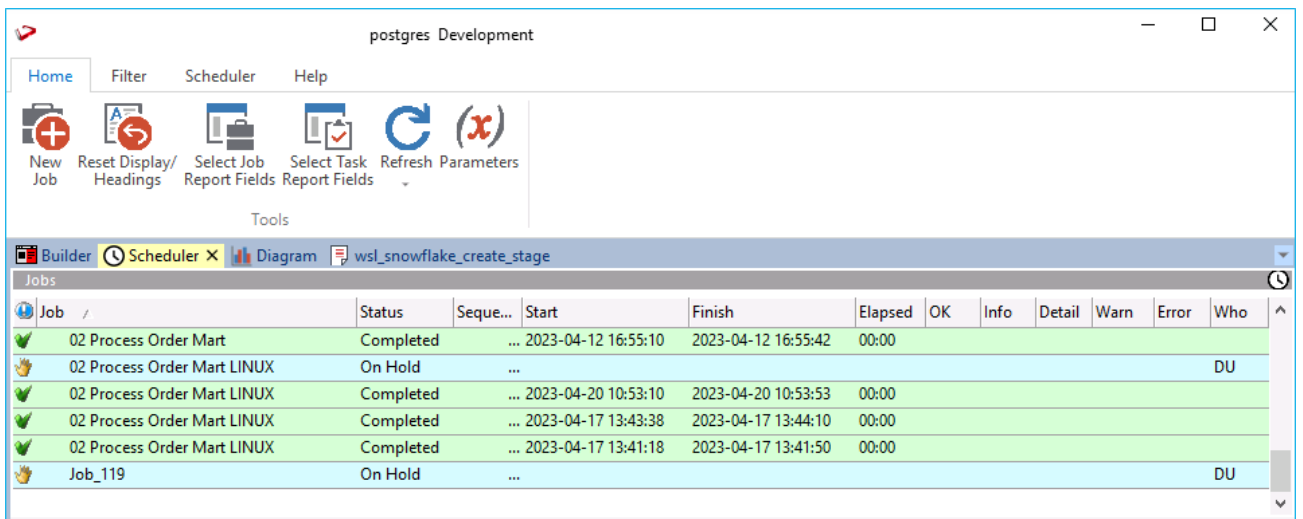 postgres Development
Home Filter Scheduler Help
New Job Reset Display/ Headings Select Job Report Fields Select Task Report Fields Refresh (x) Parameters
Tools
Builder Scheduler Diagram wsl_snowflake_create_stage
Jobs
Job Status Seque... Start Finish Elapsed OK Info Detail Warn Error Who
02 Process Order Mart Completed ... 2023-04-12 16:55:10 2023-04-12 16:55:42 00:00
02 Process Order Mart LINUX On Hold ... DU
02 Process Order Mart LINUX Completed ... 2023-04-20 10:53:10 2023-04-20 10:53:53 00:00
02 Process Order Mart LINUX Completed ... 2023-04-17 13:43:38 2023-04-17 13:44:10 00:00
02 Process Order Mart LINUX Completed ... 2023-04-17 13:41:18 2023-04-17 13:41:50 00:00
Job_119 On Hold ... DU